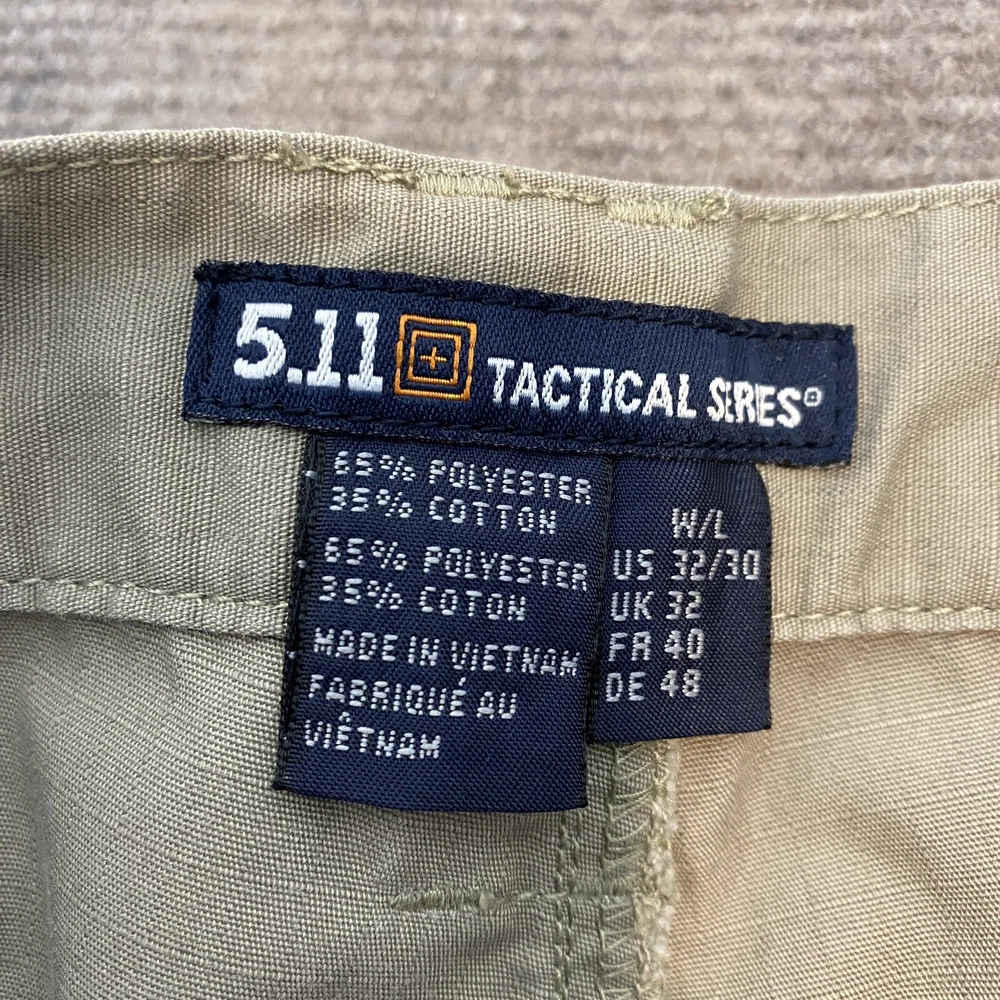 5.11 TACTICAL SERIES®
65% POLYESTER
35% COTTON
65% POLYESTER
35% COTON
MADE IN VIETNAM
FABRIQUÉ AU
VIÊTNAM
W/L
US 32/30
UK 32
FR 40
DE 48